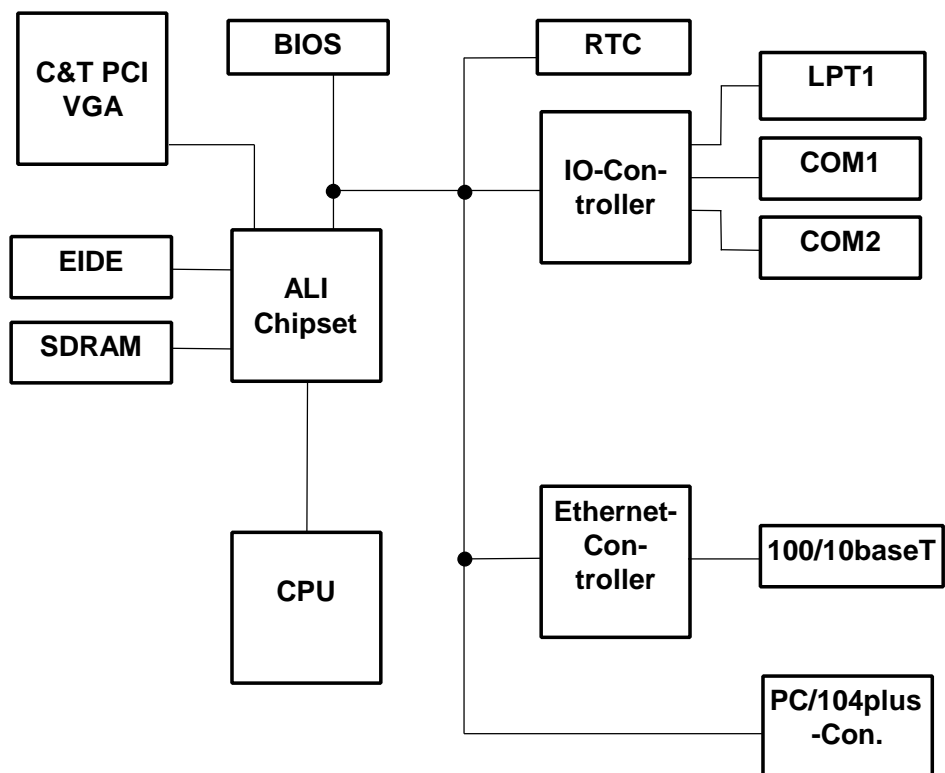 C&T PCI
VGA
BIOS
RTC
LPT1
IO-Con-
troller
COM1
COM2
EIDE
ALI
Chipset
SDRAM
Ethernet-
Con-
troller
100/10baseT
CPU
PC/104plus
-Con.